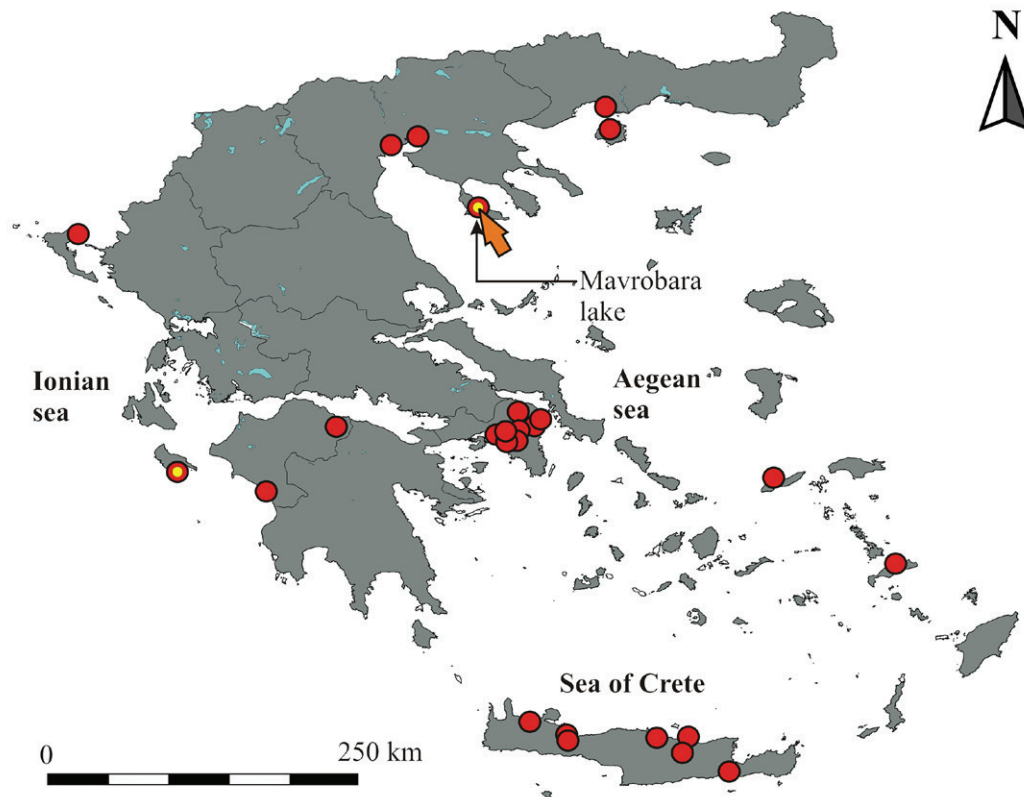 N
Mavrobara
lake
Ionian
sea
Aegean
sea
Sea of Crete
0
250 km